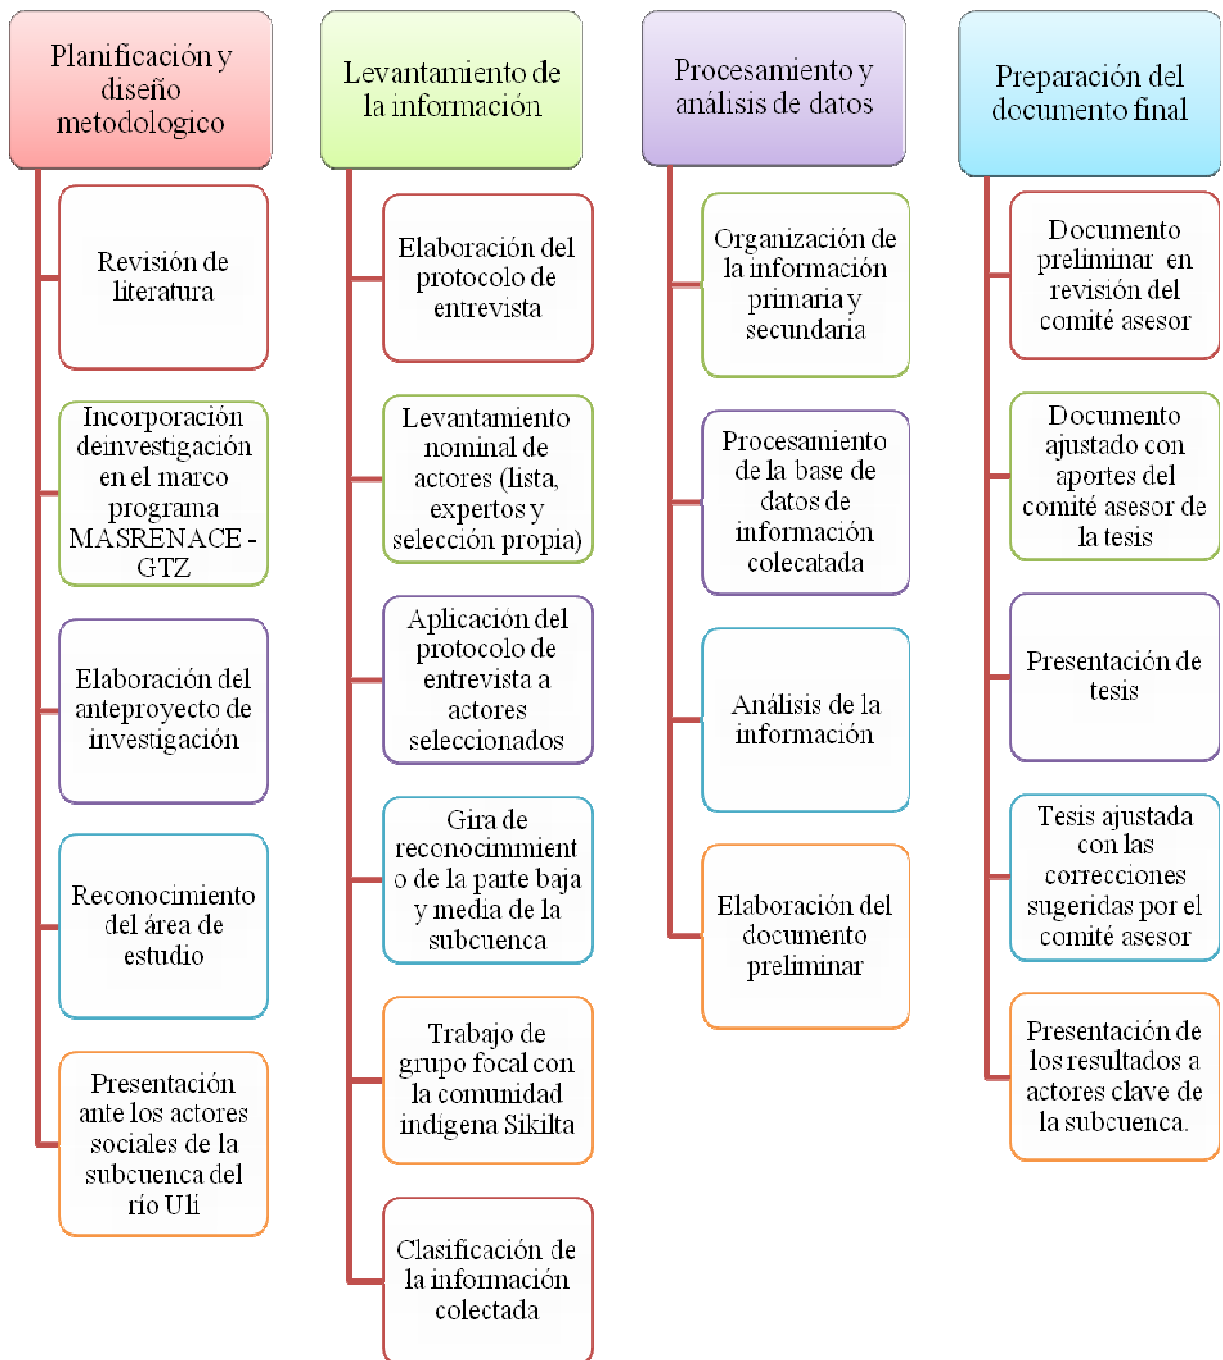 Planificación y
diseño
metodologico
Revisión de
literatura
Incorporación
deinvestigación
en el marco
programa
MASRENACE -
GTZ
Elaboración del
anteproyecto de
investigación
Reconocimiento
del área de
estudio
Presentación
ante los actores
sociales de la
subcuenca del
río Ulí
Levantamiento de
la información
Elaboración del
protocolo de
entrevista
Levantamiento
nominal de
actores (lista,
expertos y
selección propia)
Aplicación del
protocolo de
entrevista a
actores
seleccionados
Gira de
reconocimmient
o de la parte baja
y media de la
subcuenca
Trabajo de
grupo focal con
la comunidad
indígena Sikilta
Clasificación de
la información
colectada
Procesamiento y
análisis de datos
Organización de
la información
primaria y
secundaria
Procesamiento
de la base de
datos de
información
colecatada
Análisis de la
información
Elaboración del
documento
preliminar
Preparación del
documento final
Documento
preliminar en
revisión del
comité asesor
Documento
ajustado con
aportes del
comité asesor de
la tesis
Presentación de
tesis
Tesis ajustada
con las
correcciones
sugeridas por el
comité asesor
Presentación de
los resultados a
actores clave de
la subcuenca.